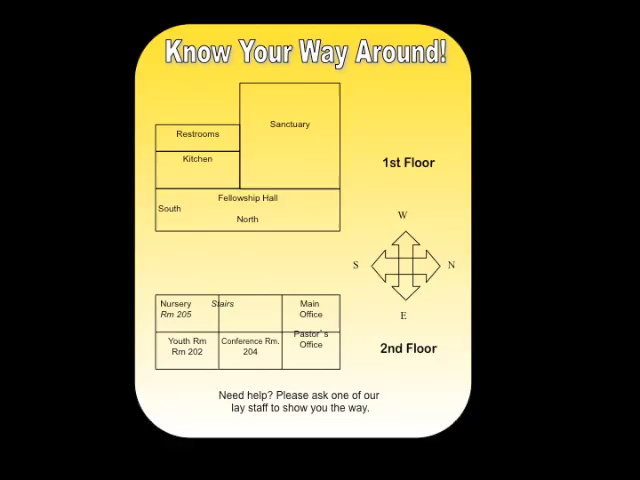 Know Your Way Around!
Sanctuary
Restrooms
Kitchen
1st Floor
Fellowship Hall
South
North
W
S
N
E
Nursery
Rm 205
Stairs
Main
Office
Youth Rm
Rm 202
Conference Rm.
204
Pastor's
Office
2nd Floor
Need help? Please ask one of our
lay staff to show you the way.